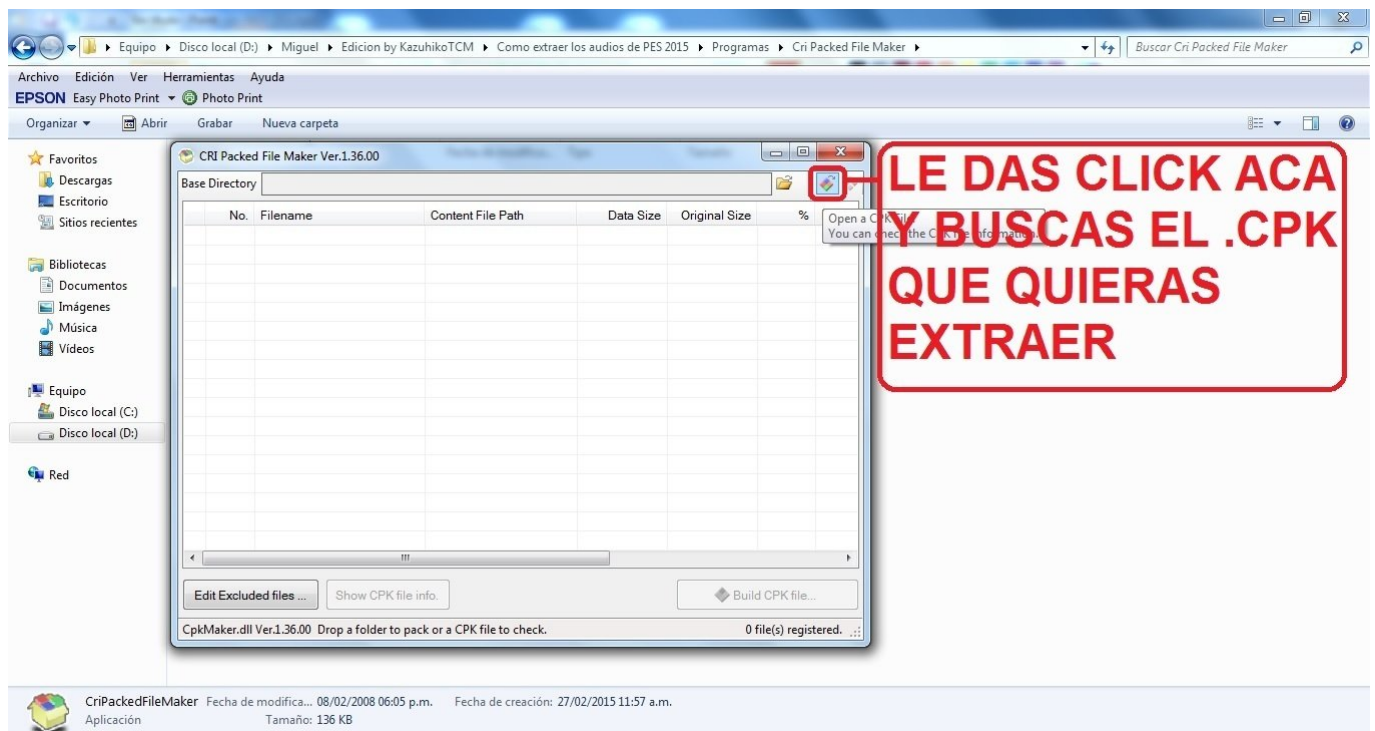 Equipo ▸ Disco local (D:) ▸ Miguel ▸ Edicion by KazuhikoTCM ▸ Como extraer los audios de PES 2015 ▸ Programas ▸ Cri Packed File Maker ▸
Buscar Cri Packed File Maker
Archivo Edición Ver Herramientas Ayuda
EPSON Easy Photo Print Photo Print
Organizar Abrir Grabar Nueva carpeta
Favoritos
Descargas
Escritorio
Sitios recientes
Bibliotecas
Documentos
Imágenes
Música
Vídeos
Equipo
Disco local (C:)
Disco local (D:)
Red
CRI Packed File Maker Ver.1.36.00
Base Directory
No. Filename Content File Path Data Size Original Size %
Open a CPK File
You can check the CPK file information.
Edit Excluded files ... Show CPK file info. Build CPK file...
CpkMaker.dll Ver.1.36.00 Drop a folder to pack or a CPK file to check. 0 file(s) registered.
LE DAS CLICK ACA
Y BUSCAS EL .CPK
QUE QUIERAS
EXTRAER
CriPackedFileMaker Fecha de modifica... 08/02/2008 06:05 p.m. Fecha de creación: 27/02/2015 11:57 a.m.
Aplicación Tamaño: 136 KB